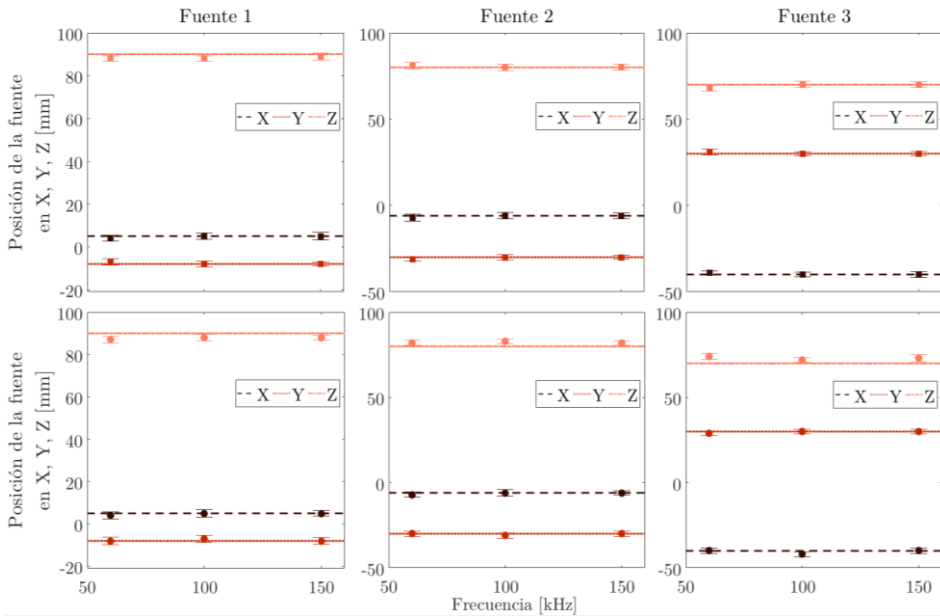 Fuente 1
Fuente 2
Fuente 3
Posición de la fuente
en X, Y, Z [mm]
100
80
60
40
20
0
-20
X Y Z
100
50
0
-50
X Y Z
100
50
0
-50
X Y Z
Posición de la fuente
en X, Y, Z [mm]
100
80
60
40
20
0
-20
50 100 150
X Y Z
100
50
0
-50
50 100 150
X Y Z
100
50
0
-50
50 100 150
X Y Z
Frecuencia [kHz]